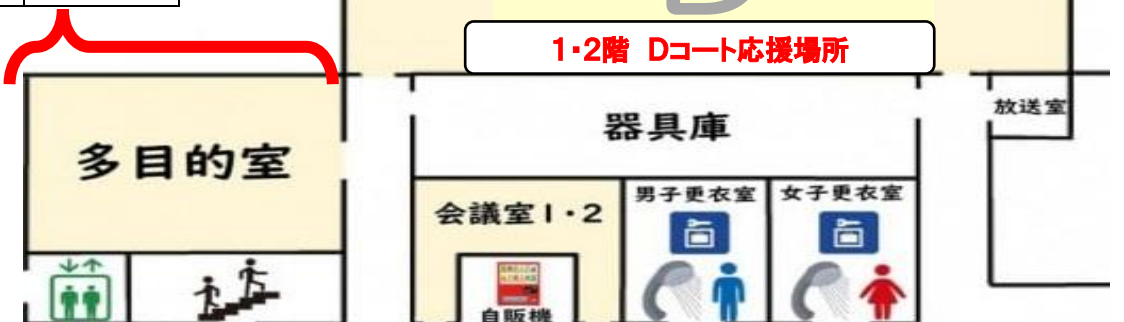 1・2階 Dコート応援場所
放送室
器具庫
多目的室
男子更衣室
女子更衣室
会議室1・2
自販機